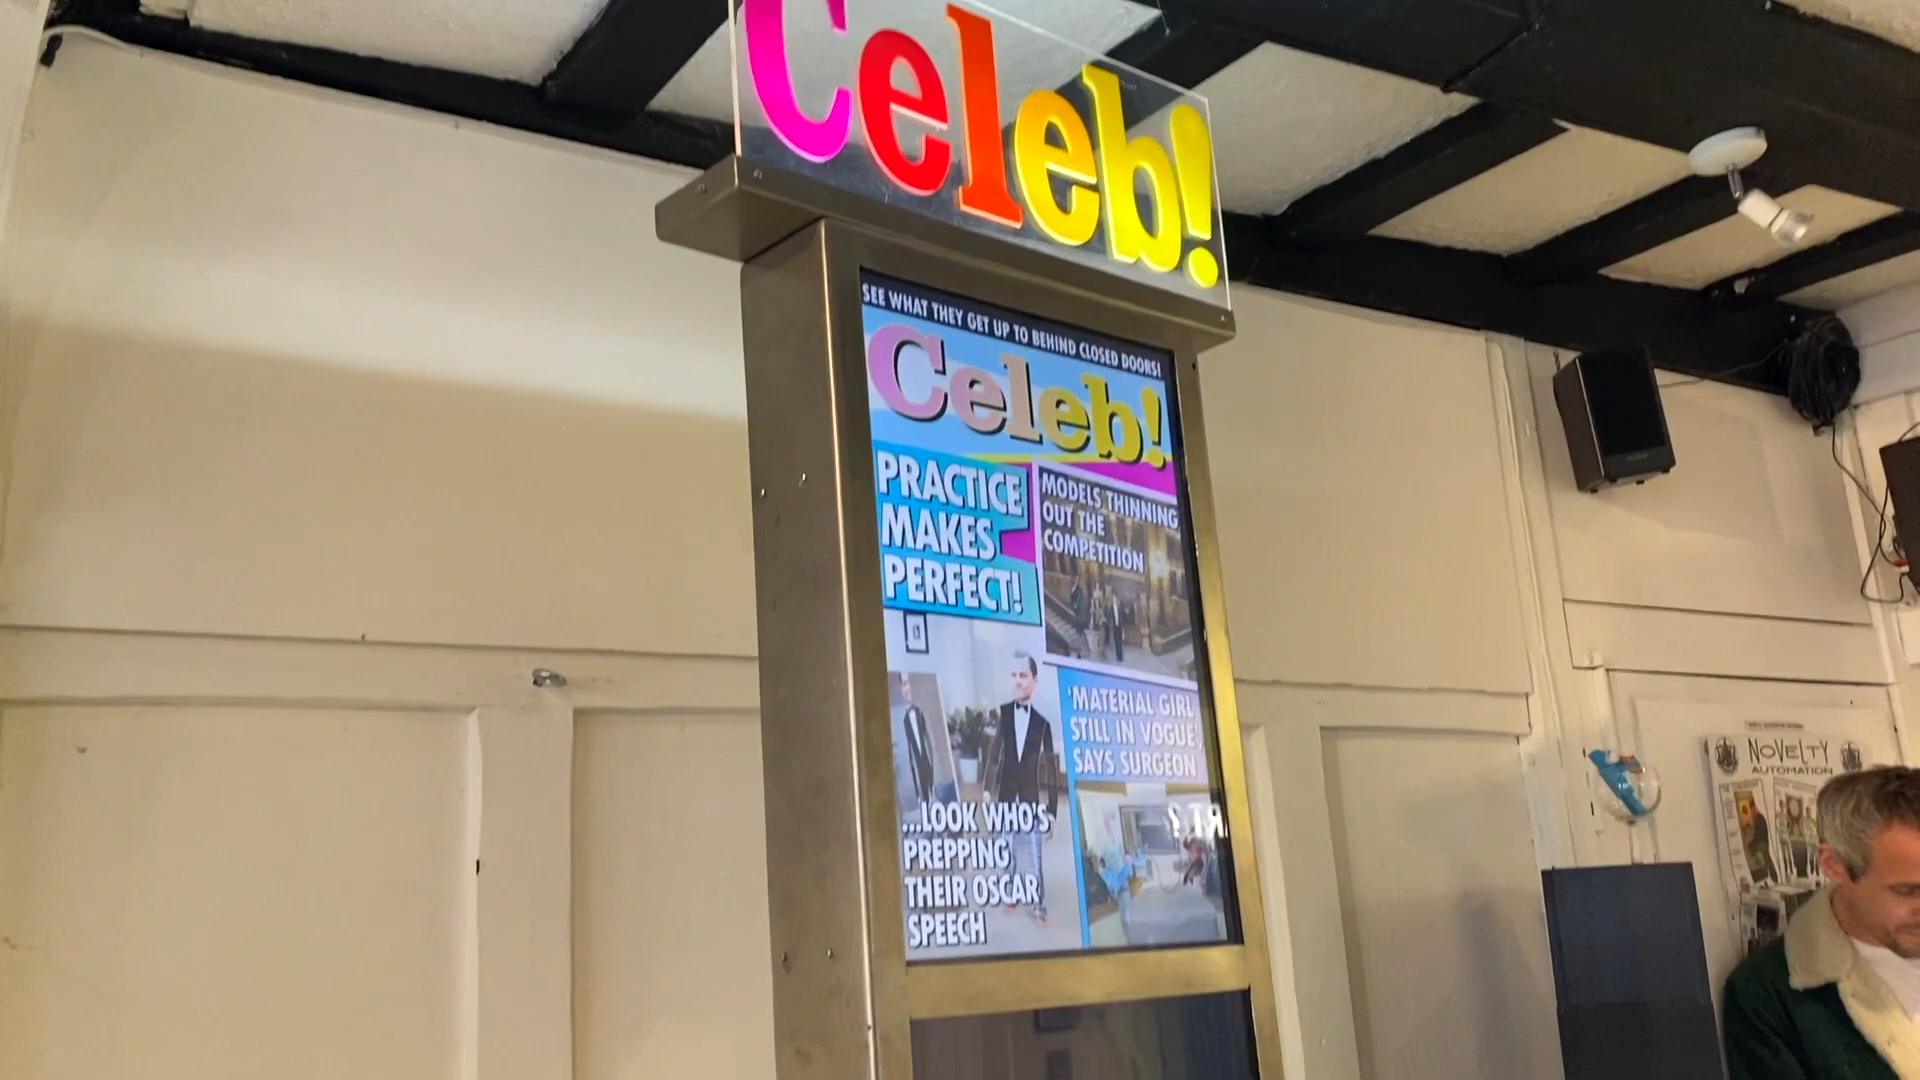 Celeb!
SEE WHAT THEY GET UP TO BEHIND CLOSED DOORS!
Celeb!
PRACTICE
MAKES
PERFECT!
MODELS THINNING
OUT THE
COMPETITION
'MATERIAL GIRL
STILL IN VOGUE',
SAYS SURGEON
...LOOK WHO'S
PREPPING
THEIR OSCAR
SPEECH
NOVELTY
AUTOMATION